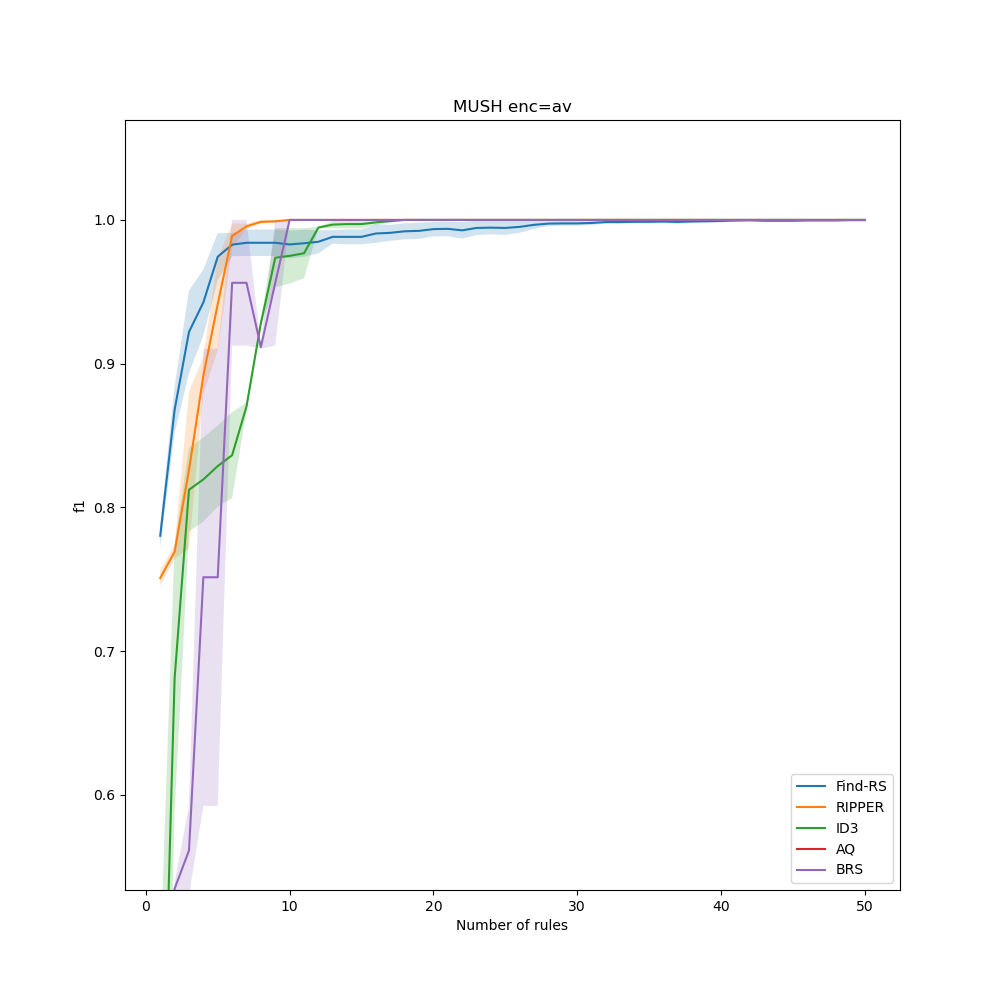 MUSH enc=av
1.0
0.9
0.8
0.7
0.6
f1
0 10 20 30 40 50
Number of rules
Find-RS
RIPPER
ID3
AQ
BRS